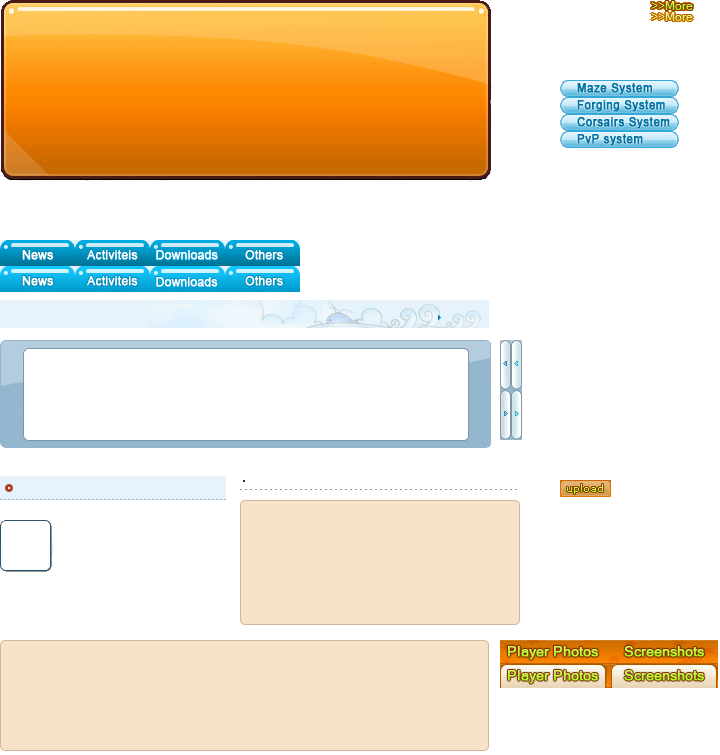 >>More
>>More
Maze System
Forging System
Corsairs System
PvP system
News Activiteis Downloads Others
News Activiteis Downloads Others
upload
Player Photos Screenshots
Player Photos Screenshots